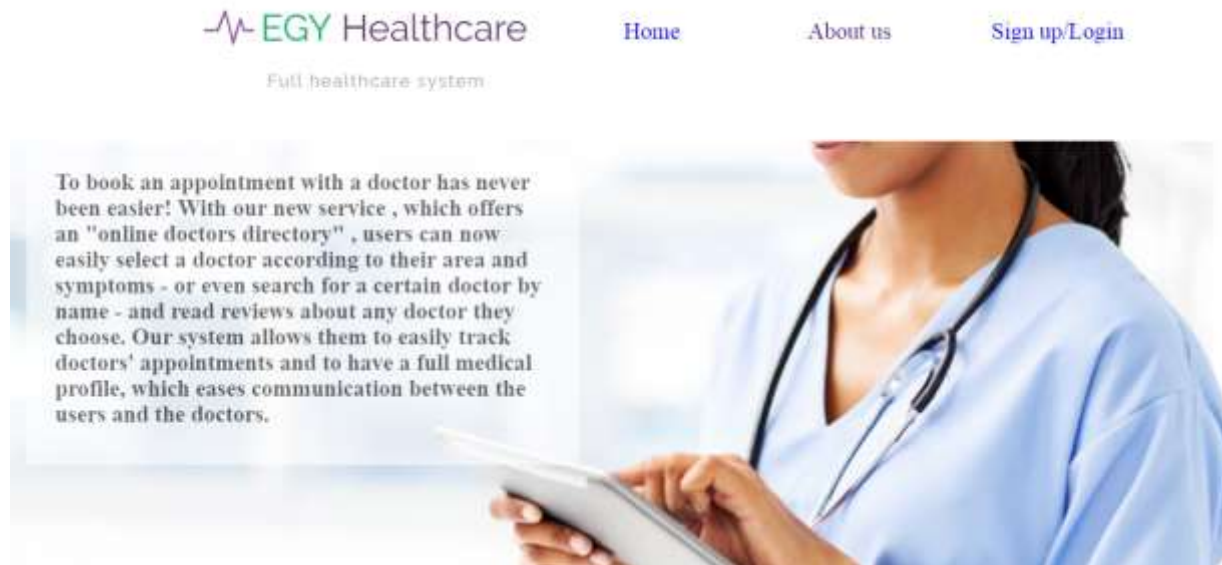 EGY Healthcare
Home
About us
Sign up/Login
Full healthcare system
To book an appointment with a doctor has never
been easier! With our new service , which offers
an "online doctors directory" , users can now
easily select a doctor according to their area and
symptoms - or even search for a certain doctor by
name - and read reviews about any doctor they
choose. Our system allows them to easily track
doctors' appointments and to have a full medical
profile, which eases communication between the
users and the doctors.